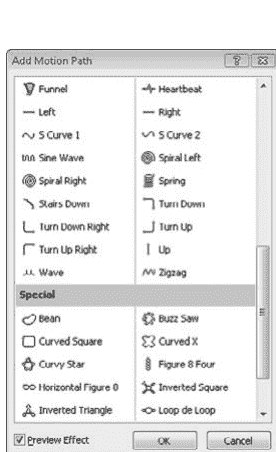 Add Motion Path
Funnel Heartbeat
Left Right
S Curve 1 S Curve 2
Sine Wave Spiral Left
Spiral Right Spring
Stairs Down Turn Down
Turn Down Right Turn Up
Turn Up Right Up
Wave Zigzag
Special
Bean Buzz Saw
Curved Square Curved X
Curvy Star Figure 8 Four
Horizontal Figure 8 Inverted Square
Inverted Triangle Loop de Loop
Preview Effect OK Cancel